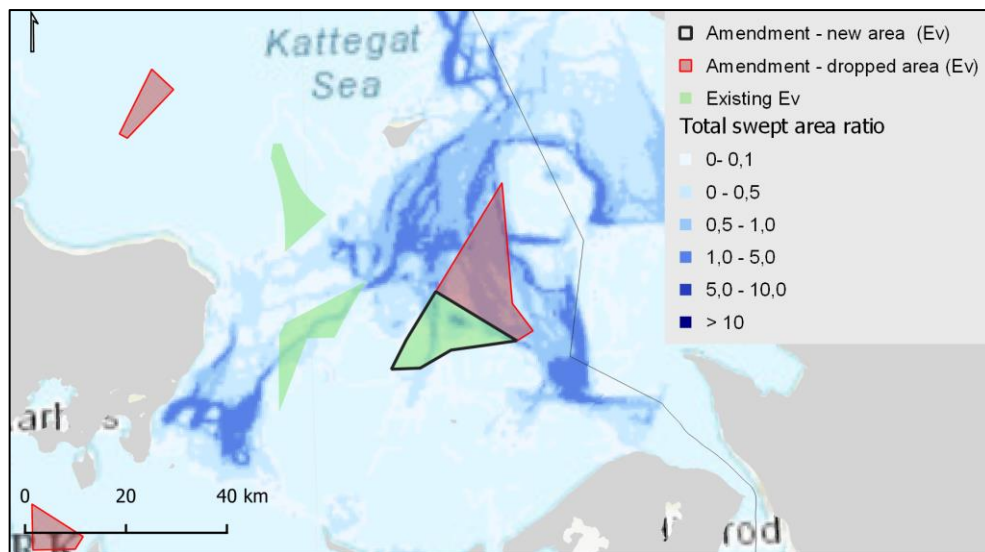 Kattegat
Sea
Amendment - new area (Ev)
Amendment - dropped area (Ev)
Existing Ev
Total swept area ratio
0- 0,1
0 - 0,5
0,5 - 1,0
1,0 - 5,0
5,0 - 10,0
> 10
0 20 40 km
rod